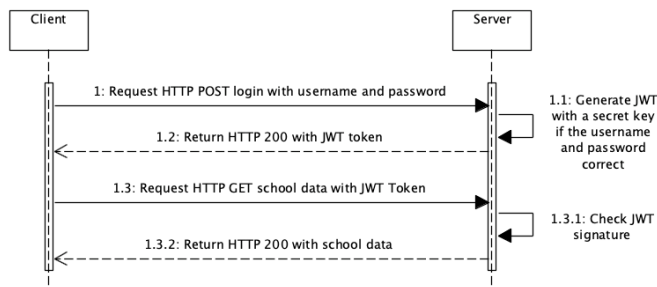 Client
Server
1: Request HTTP POST login with username and password
1.1: Generate JWT
with a secret key
if the username
and password
correct
1.2: Return HTTP 200 with JWT token
1.3: Request HTTP GET school data with JWT Token
1.3.1: Check JWT
signature
1.3.2: Return HTTP 200 with school data